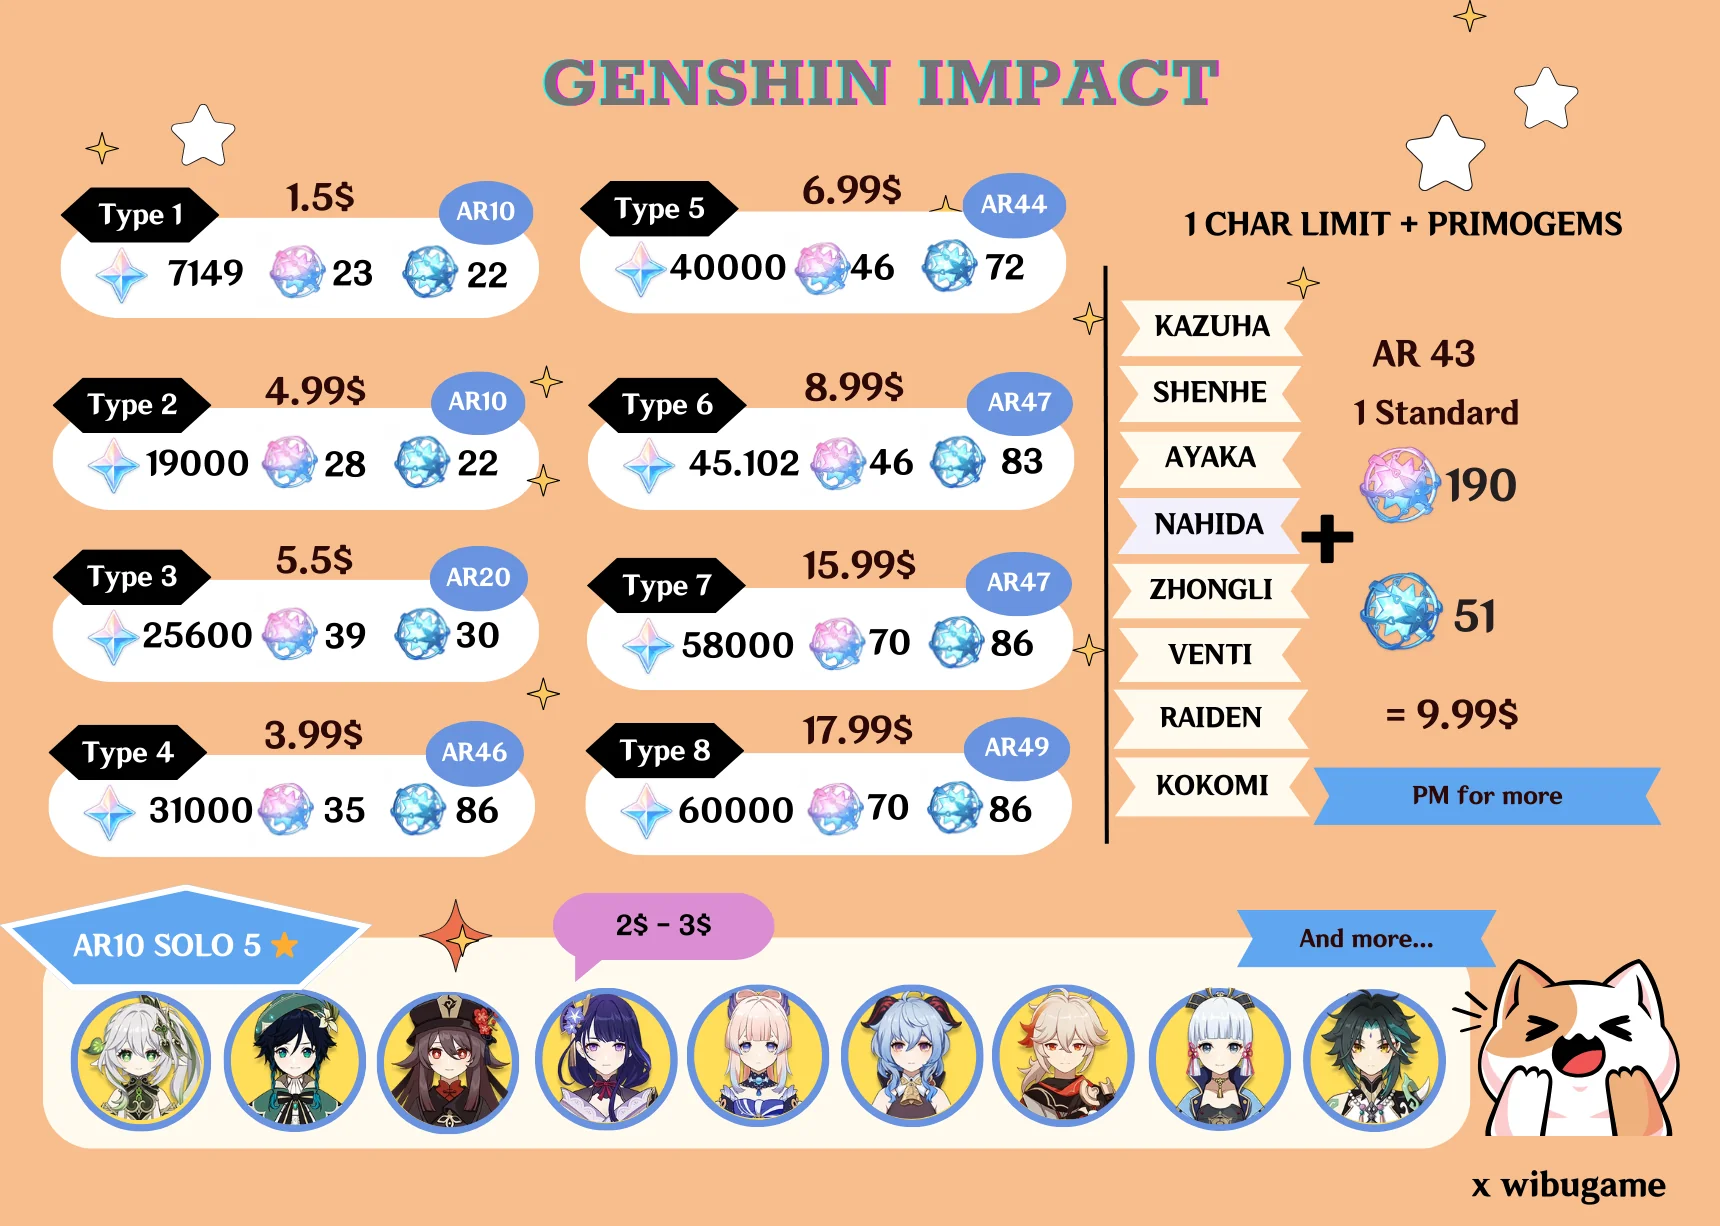 GENSHIN IMPACT
Type 1
1.5$
AR10
7149
23
22
Type 2
4.99$
AR10
19000
28
22
Type 3
5.5$
AR20
25600
39
30
Type 4
3.99$
AR46
31000
35
86
Type 5
6.99$
AR44
40000
46
72
Type 6
8.99$
AR47
45.102
46
83
Type 7
15.99$
AR47
58000
70
86
Type 8
17.99$
AR49
60000
70
86
1 CHAR LIMIT + PRIMOGEMS
KAZUHA
SHENHE
AYAKA
NAHIDA
ZHONGLI
VENTI
RAIDEN
KOKOMI
+
AR 43
1 Standard
190
51
= 9.99$
PM for more
AR10 SOLO 5
2$ - 3$
And more...
x wibugame